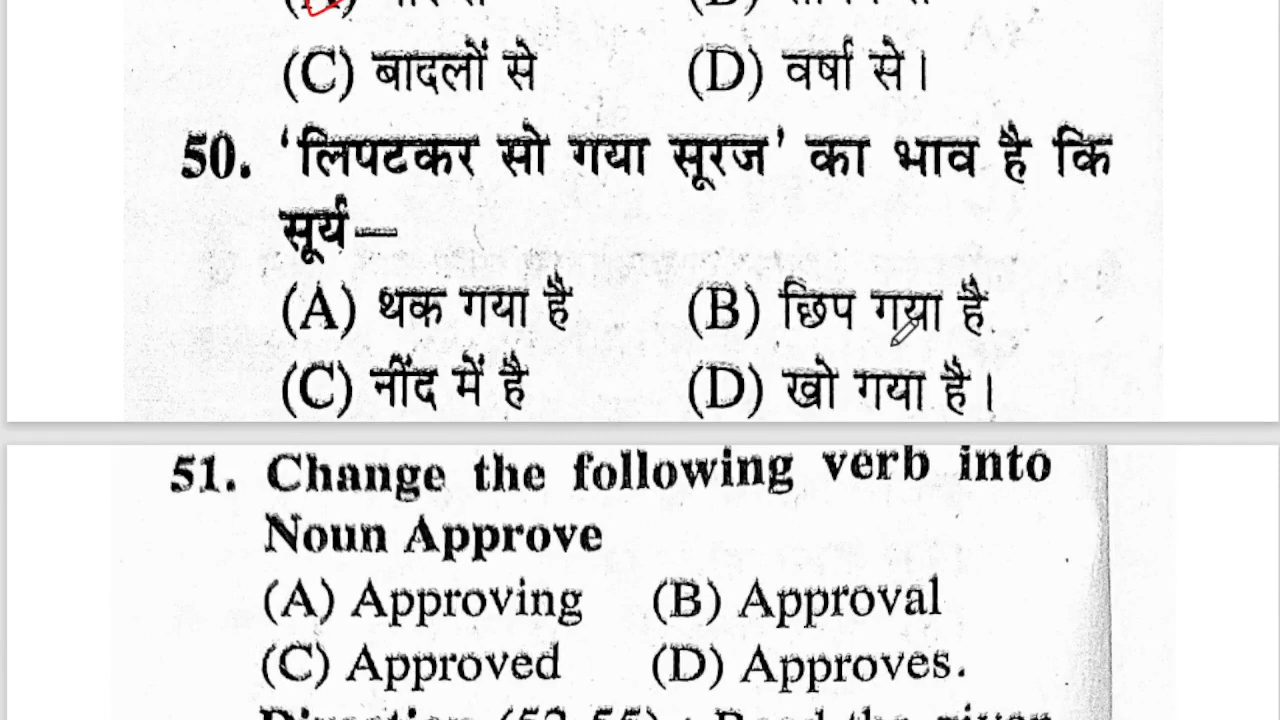 (C) बादलों से (D) वर्षा से।
50. ‘लिपटकर सो गया सूरज’ का भाव है कि
सूर्य—
(A) थक गया है (B) छिप गया है
(C) नींद में है (D) खो गया है।
51. Change the following verb into
Noun Approve
(A) Approving (B) Approval
(C) Approved (D) Approves.